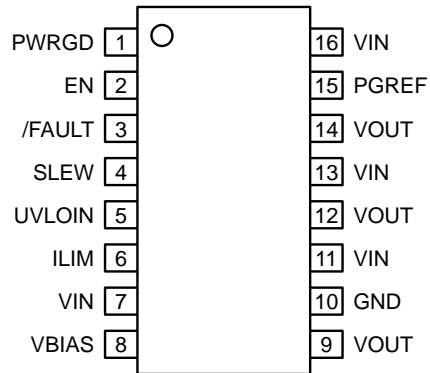 PWRGD 1 16 VIN
EN 2 15 PGREF
/FAULT 3 14 VOUT
SLEW 4 13 VIN
UVLOIN 5 12 VOUT
ILIM 6 11 VIN
VIN 7 10 GND
VBIAS 8 9 VOUT